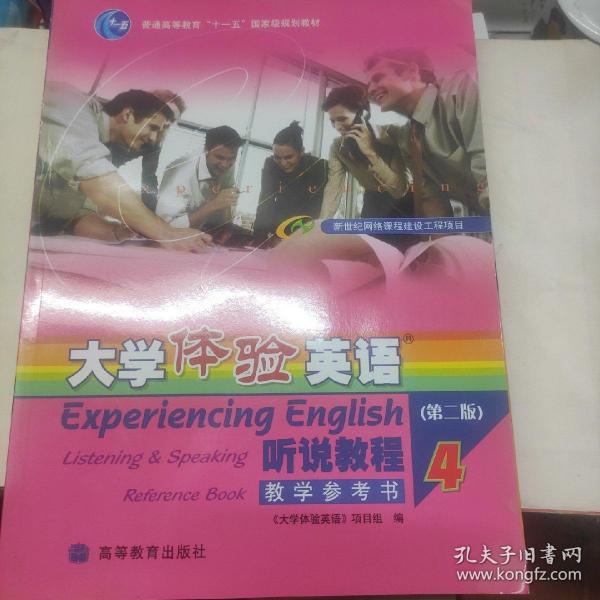 十一五
普通高等教育“十一五”国家级规划教材
Experiencing
新世纪网络课程建设工程项目
大学体验英语®
Experiencing English
(第二版)
Listening & Speaking
听说教程
4
Reference Book
教学参考书
《大学体验英语》项目组 编
高等教育出版社
孔夫子旧书网
www.kongfz.com